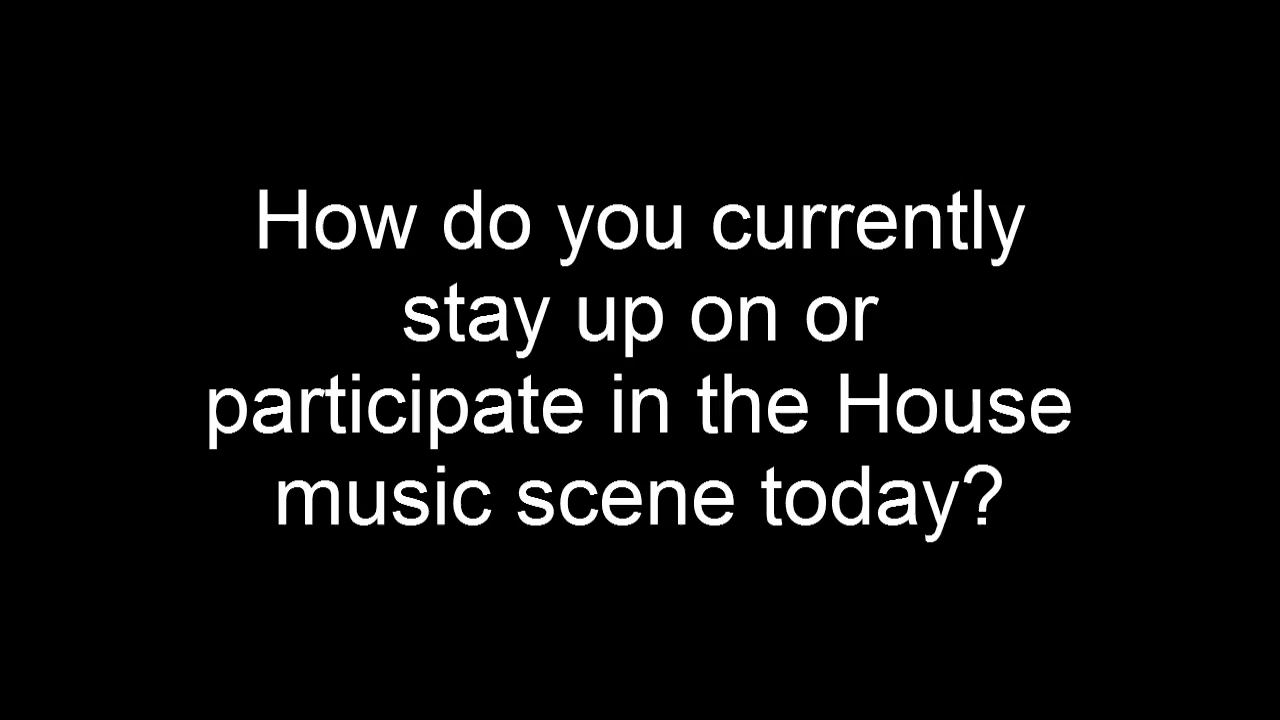 How do you currently
stay up on or
participate in the House
music scene today?